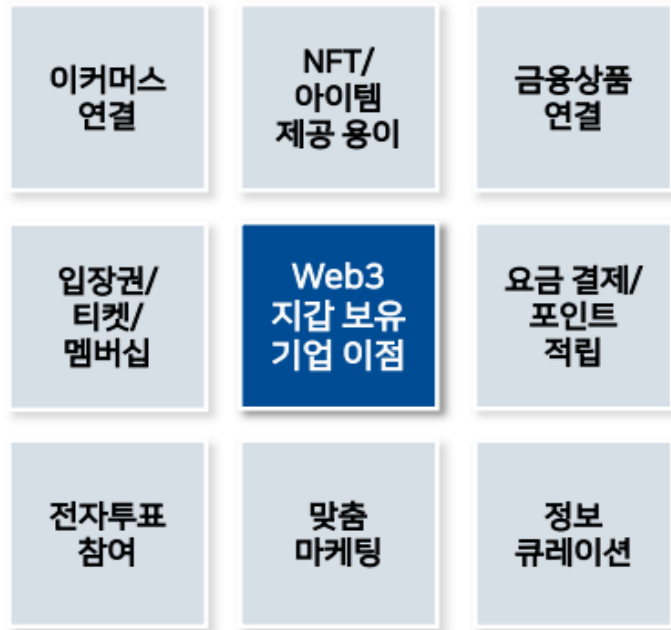 이커머스
연결
NFT/
아이템
제공 용이
금융상품
연결
입장권/
티켓/
멤버십
Web3
지갑 보유
기업 이점
요금 결제/
포인트
적립
전자투표
참여
맞춤
마케팅
정보
큐레이션